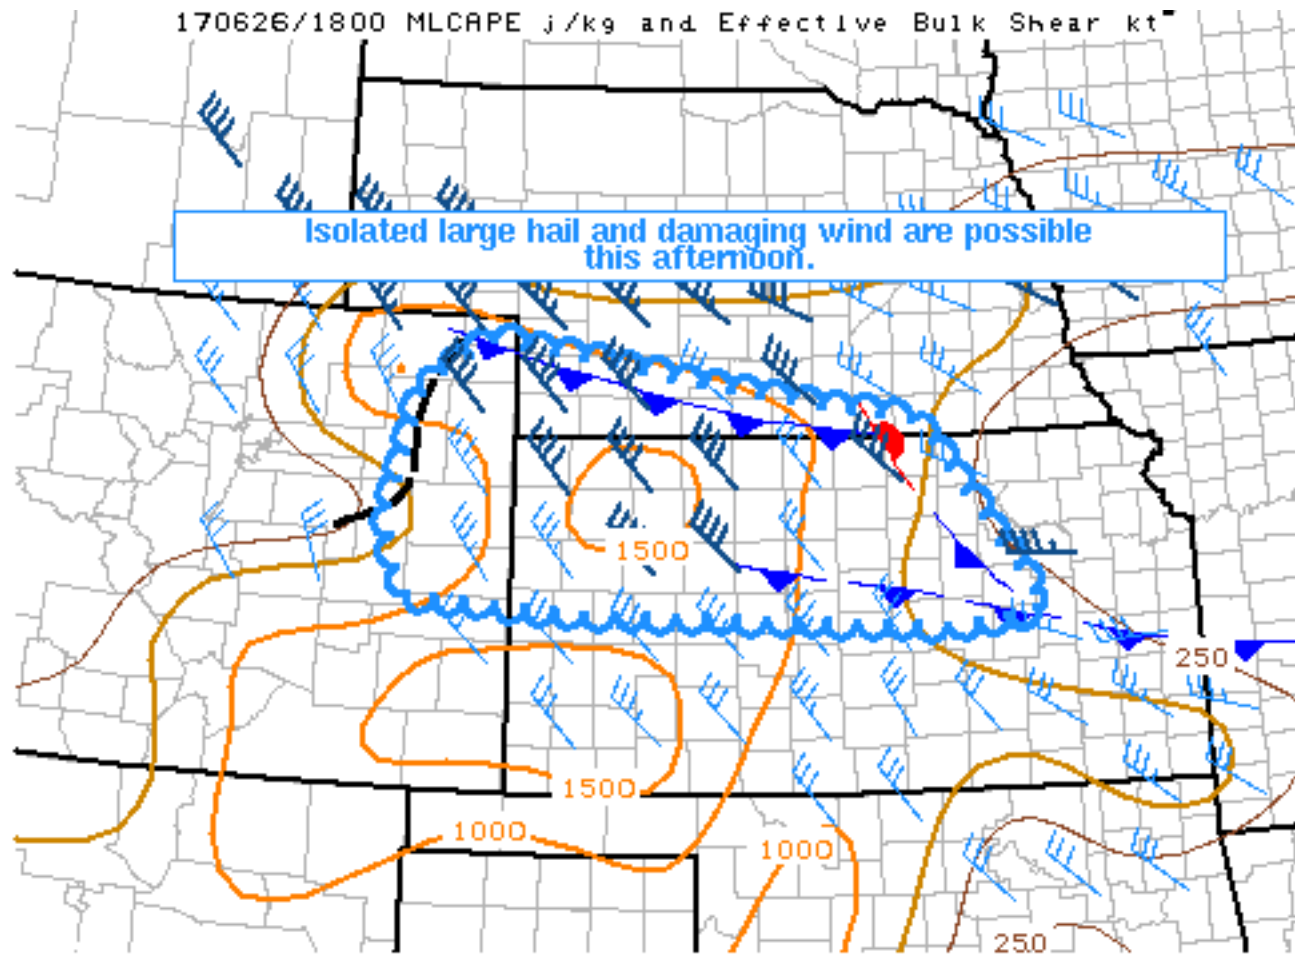 170626/1800 MLCAPE j/kg and Effective Bulk Shear kt
Isolated large hail and damaging wind are possible
this afternoon.
1500
250
1500
1000
1000
250